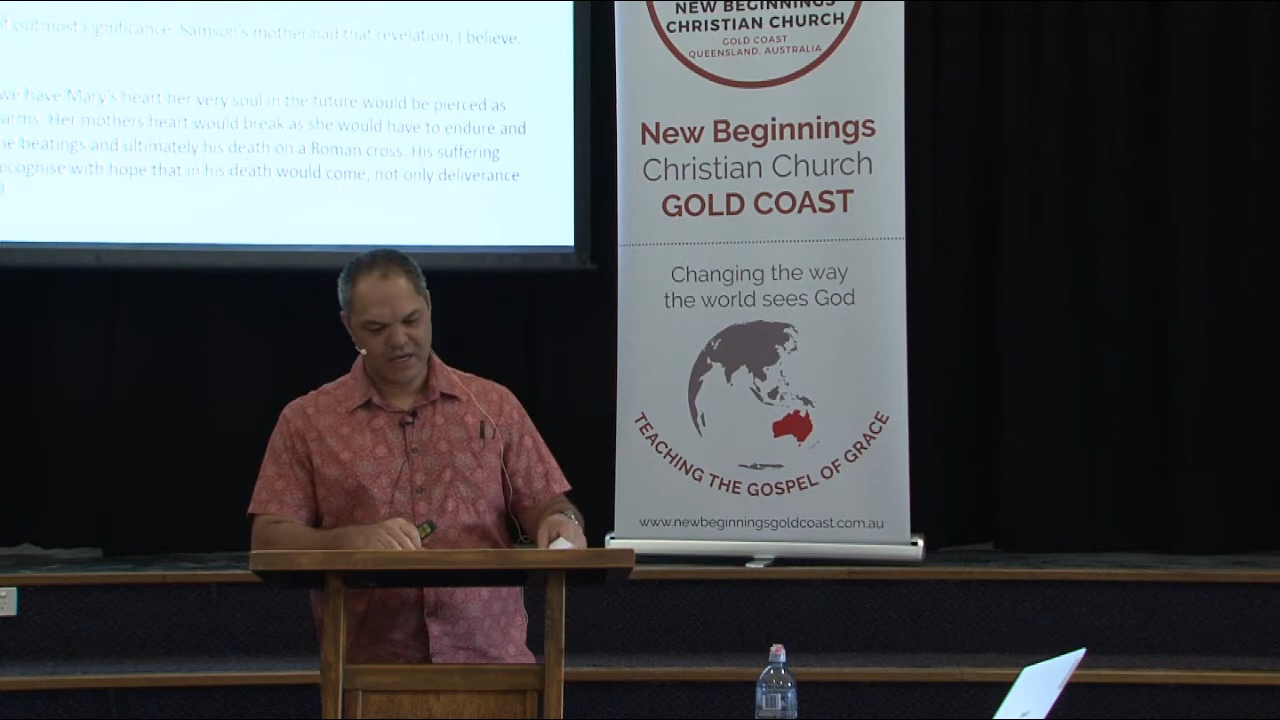 of outmost significance. Samson's mother had that revelation, I believe.
we have Mary's heart her very soul in the future would be pierced as
arms. Her mothers heart would break as she would have to endure and
he beatings and ultimately his death on a Roman cross. His suffering
ecognise with hope that in his death would come, not only deliverance
NEW BEGINNINGS
CHRISTIAN CHURCH
GOLD COAST
QUEENSLAND, AUSTRALIA
New Beginnings
Christian Church
GOLD COAST
Changing the way
the world sees God
TEACHING THE GOSPEL OF GRACE
www.newbeginningsgoldcoast.com.au